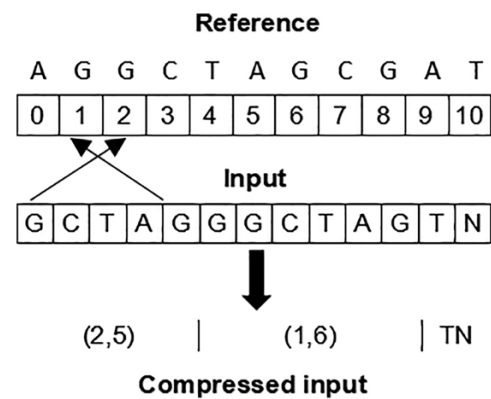 Reference
A G G C T A G C G A T
0 1 2 3 4 5 6 7 8 9 10
Input
G C T A G G G C T A G T N
(2,5) | (1,6) | TN
Compressed input